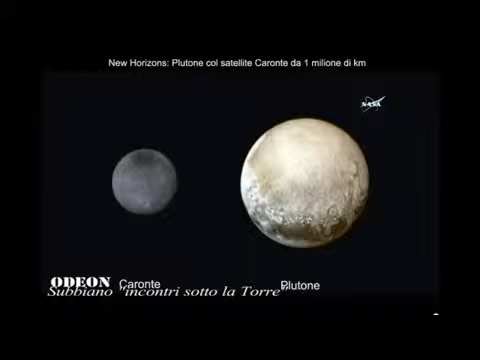 New Horizons: Plutone col satellite Caronte da 1 milione di km
NASA
ODEON
Caronte
Plutone
Subbiano "incontri sotto la Torre"